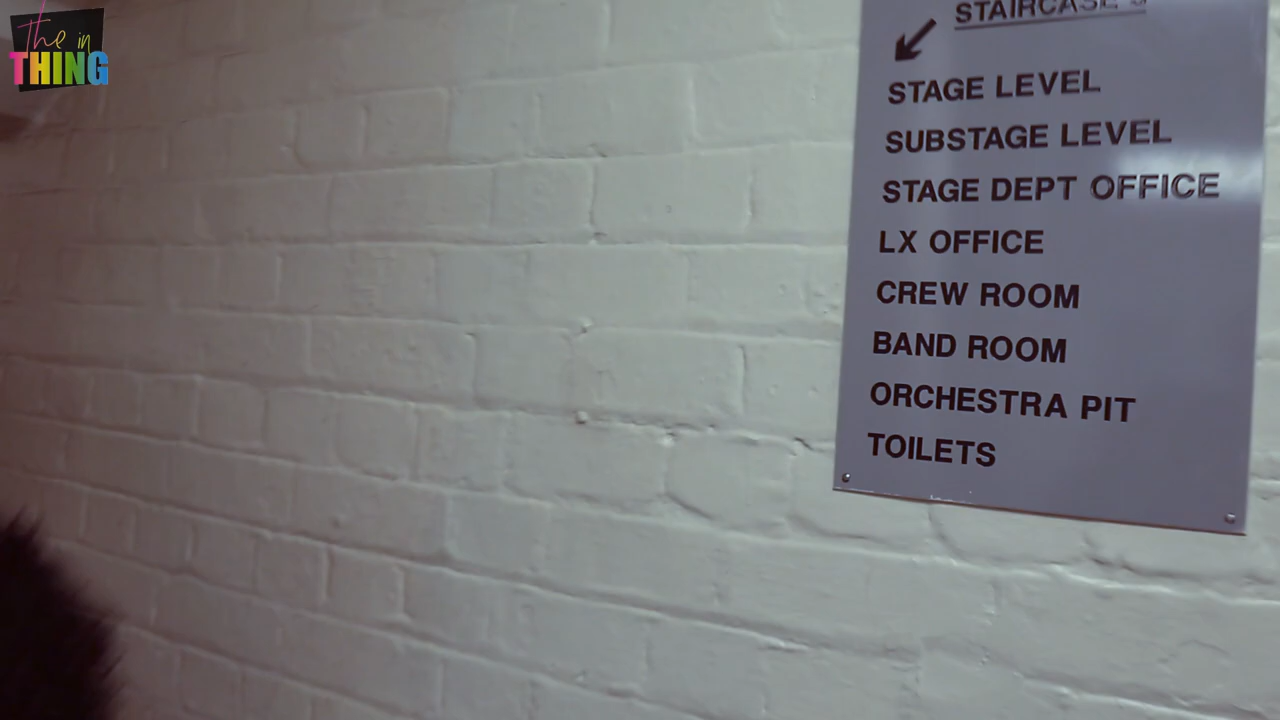 The in
THING
STAIRCASE
STAGE LEVEL
SUBSTAGE LEVEL
STAGE DEPT OFFICE
LX OFFICE
CREW ROOM
BAND ROOM
ORCHESTRA PIT
TOILETS